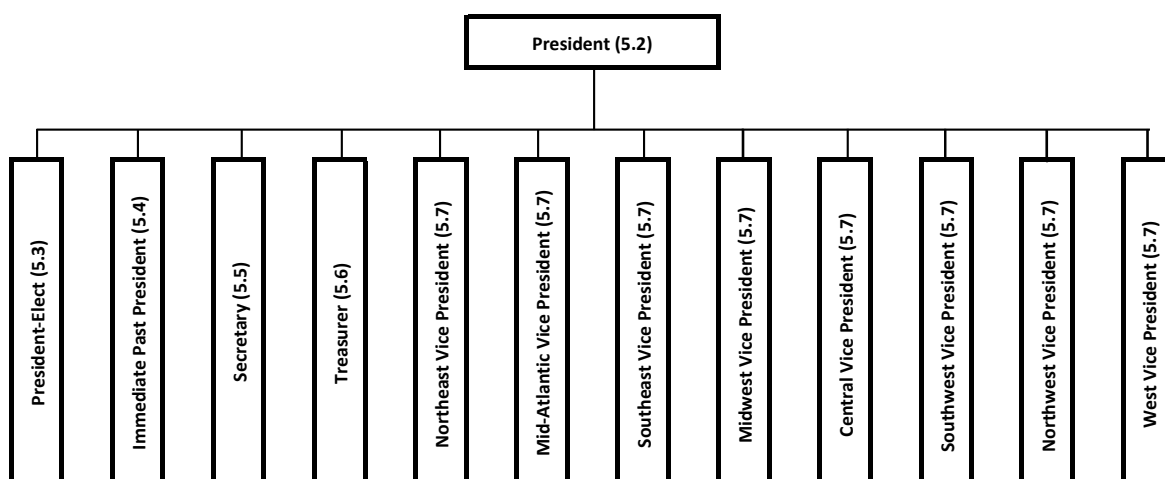 President (5.2)
President-Elect (5.3)
Immediate Past President (5.4)
Secretary (5.5)
Treasurer (5.6)
Northeast Vice President (5.7)
Mid-Atlantic Vice President (5.7)
Southeast Vice President (5.7)
Midwest Vice President (5.7)
Central Vice President (5.7)
Southwest Vice President (5.7)
Northwest Vice President (5.7)
West Vice President (5.7)